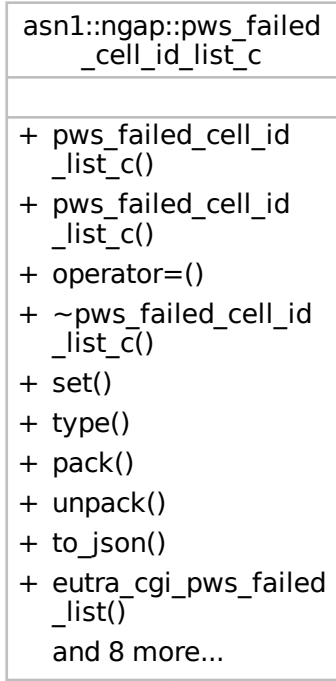 asn1::ngap::pws_failed
_cell_id_list_c
+ pws_failed_cell_id
_list_c()
+ pws_failed_cell_id
_list_c()
+ operator=()
+ ~pws_failed_cell_id
_list_c()
+ set()
+ type()
+ pack()
+ unpack()
+ to_json()
+ eutra_cgi_pws_failed
_list()
and 8 more...